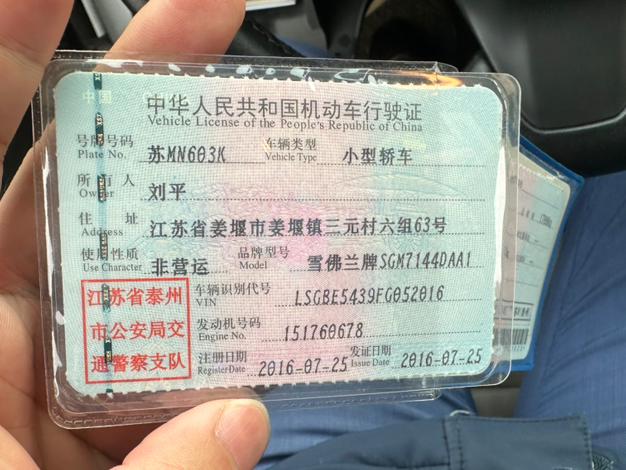 中华人民共和国机动车行驶证
Vehicle License of the People's Republic of China
号牌号码 苏MN603K 车辆类型 小型轿车
Plate No. Vehicle Type
所有人 刘平
Owner
住址 江苏省姜堰市姜堰镇三元村六组63号
Address
使用性质 非营运 品牌型号 雪佛兰牌SGM7144DAA1
Use Character Model
江苏省泰州
市公安局交
通警察支队
车辆识别代号 LSGBE5439FG052016
VIN
发动机号码 151760678
Engine No.
注册日期 2016-07-25 发证日期 2016-07-25
Register Date Issue Date